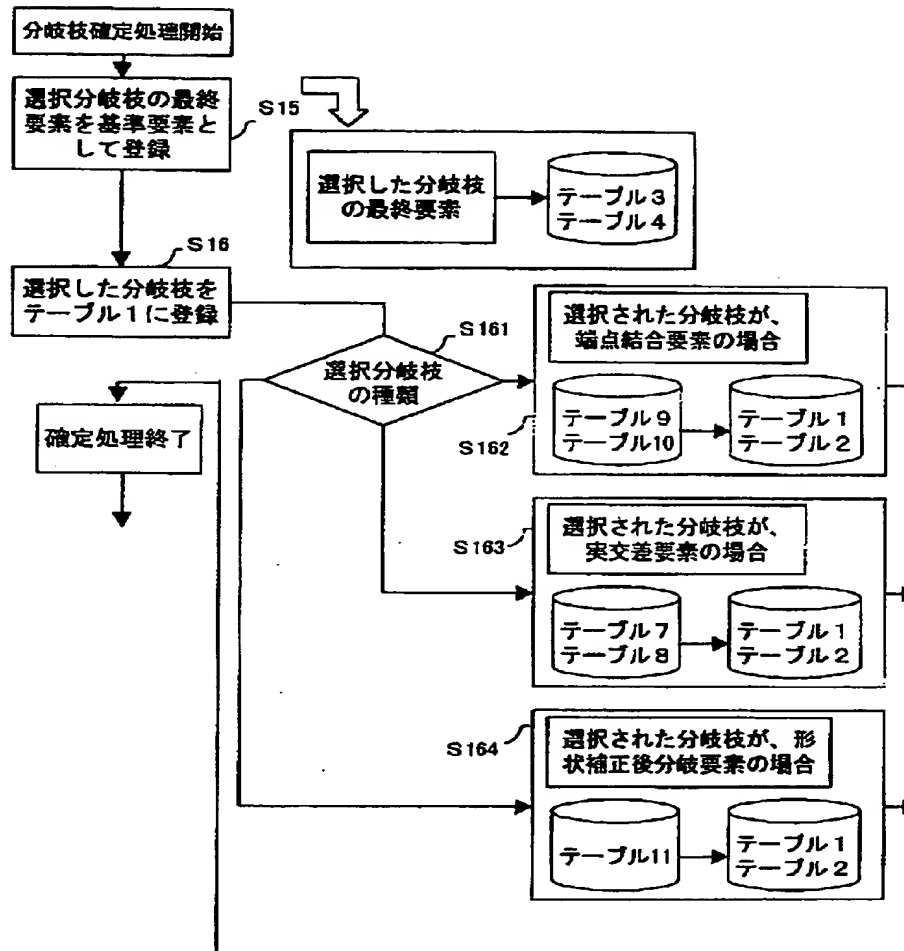 分岐枝確定処理開始
選択分岐枝の最終
要素を基準要素と
して登録
S15
選択した分岐枝
の最終要素
テーブル3
テーブル4
S16
選択した分岐枝を
テーブル1に登録
S161
選択分岐枝
の種類
選択された分岐枝が、
端点結合要素の場合
テーブル9
テーブル10
テーブル1
テーブル2
S162
確定処理終了
S163
選択された分岐枝が、
実交差要素の場合
テーブル7
テーブル8
テーブル1
テーブル2
S164
選択された分岐枝が、形
状補正後分岐要素の場合
テーブル11
テーブル1
テーブル2